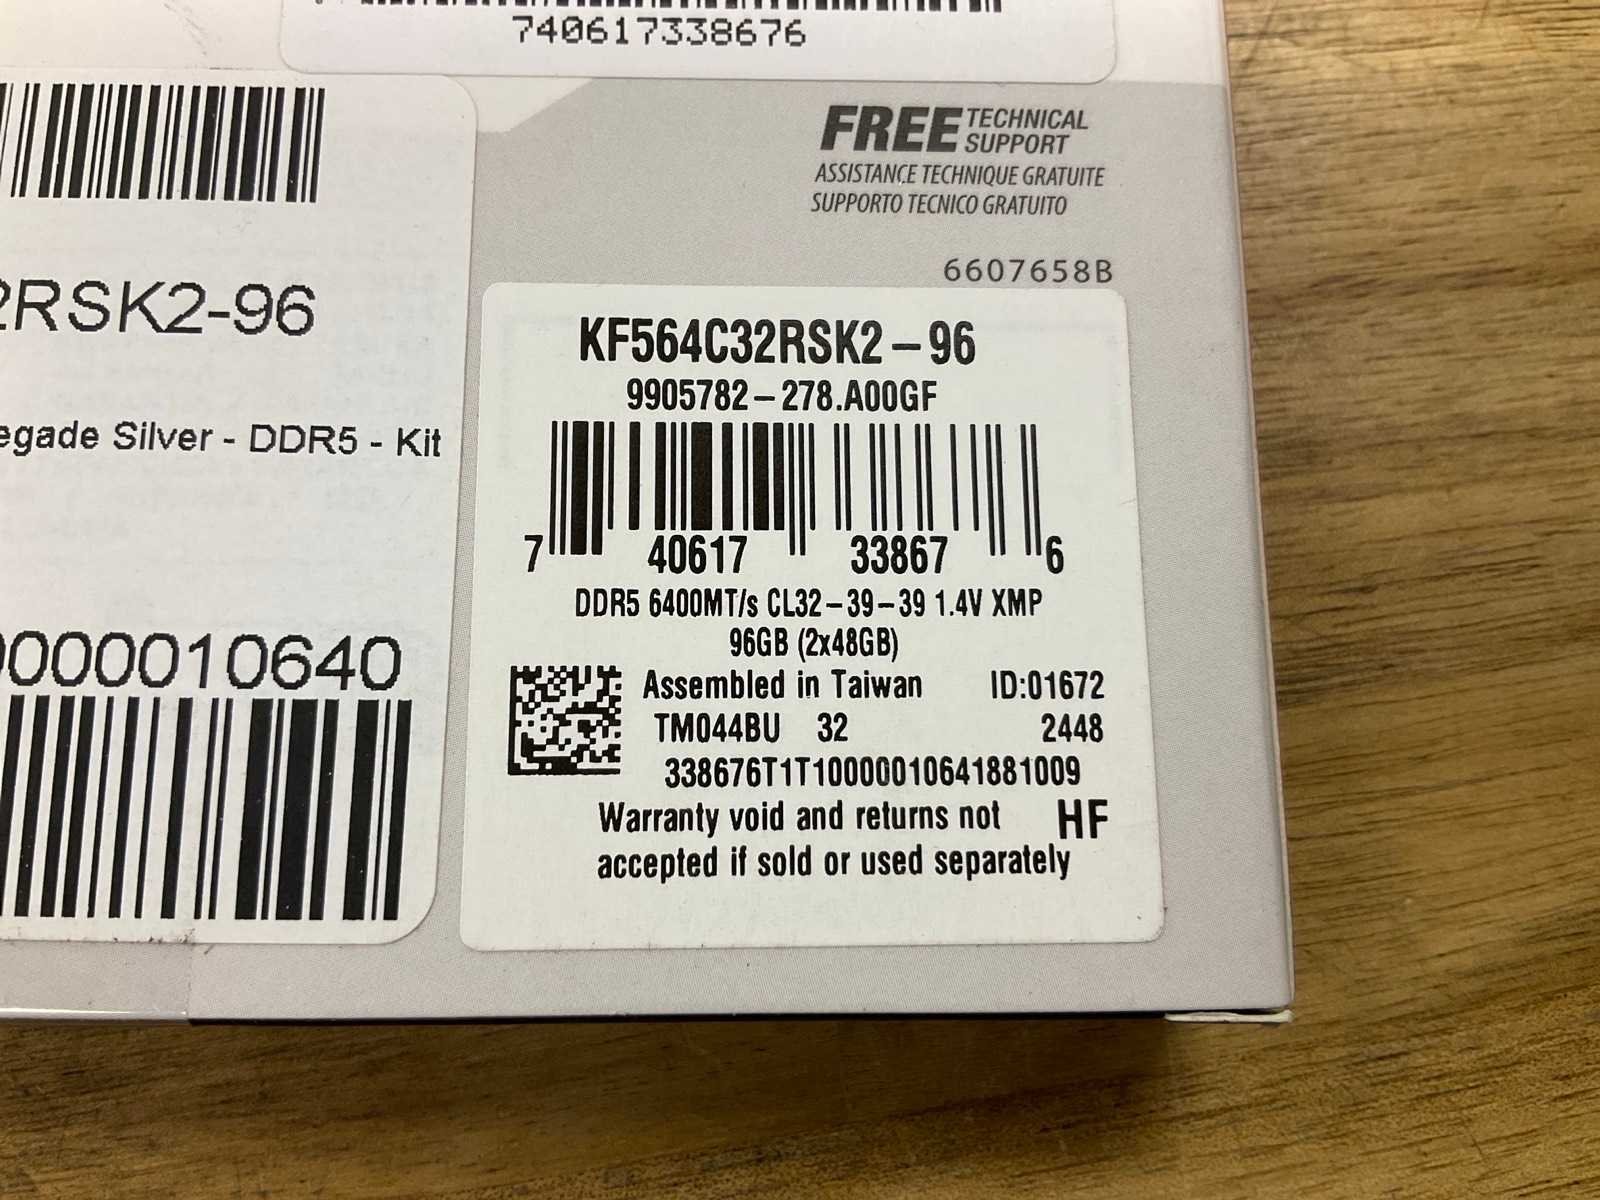 740617338676
FREE TECHNICAL
SUPPORT
ASSISTANCE TECHNIQUE GRATUITE
SUPPORTO TECNICO GRATUITO
6607658B
2RSK2-96
egade Silver - DDR5 - Kit
0000010640
KF564C32RSK2-96
9905782-278.A00GF
7 40617 33867 6
DDR5 6400MT/s CL32-39-39 1.4V XMP
96GB (2x48GB)
Assembled in Taiwan ID:01672
TM044BU 32 2448
338676T1T10000010641881009
Warranty void and returns not HF
accepted if sold or used separately